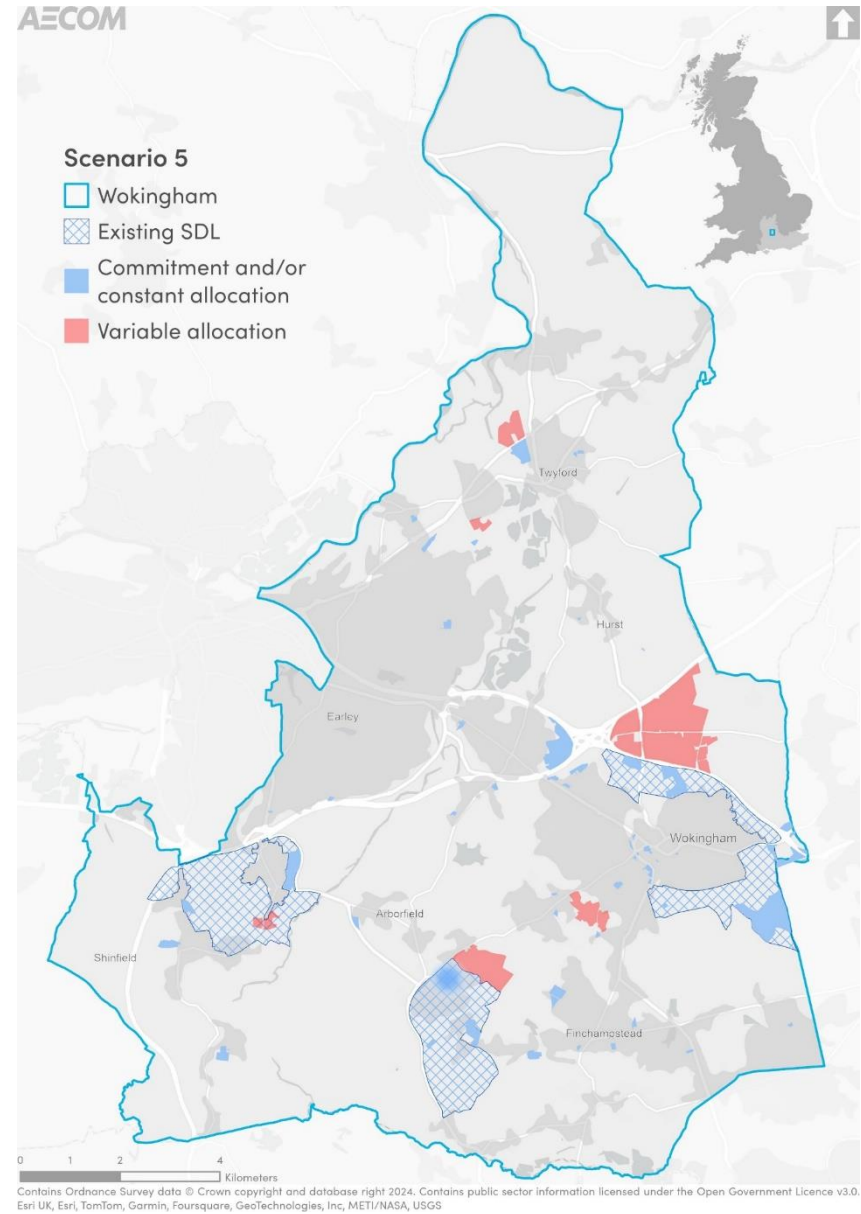 AECOM
Scenario 5
Wokingham
Existing SDL
Commitment and/or
constant allocation
Variable allocation
Twyford
Hurst
Earley
Wokingham
Arborfield
Shinfield
Finchampstead
0 1 2 4
Kilometers
Contains Ordnance Survey data © Crown copyright and database right 2024. Contains public sector information licensed under the Open Government Licence v3.0.
Esri UK, Esri, TomTom, Garmin, Foursquare, GeoTechnologies, Inc, METI/NASA, USGS